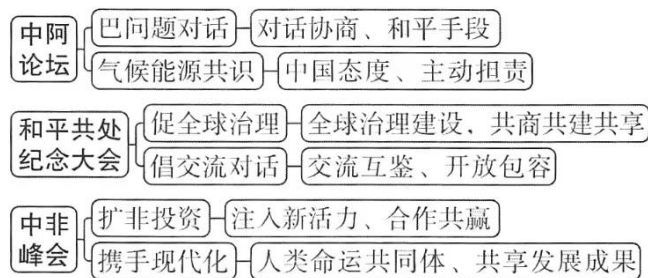 中阿
论坛
巴问题对话
对话协商、和平手段
气候能源共识
中国态度、主动担责
和平共处
纪念大会
促全球治理
全球治理建设，共商共建共享
倡交流对话
交流互鉴、开放包容
中非
峰会
扩非投资
注入新活力、合作共赢
携手现代化
人类命运共同体、共享发展成果